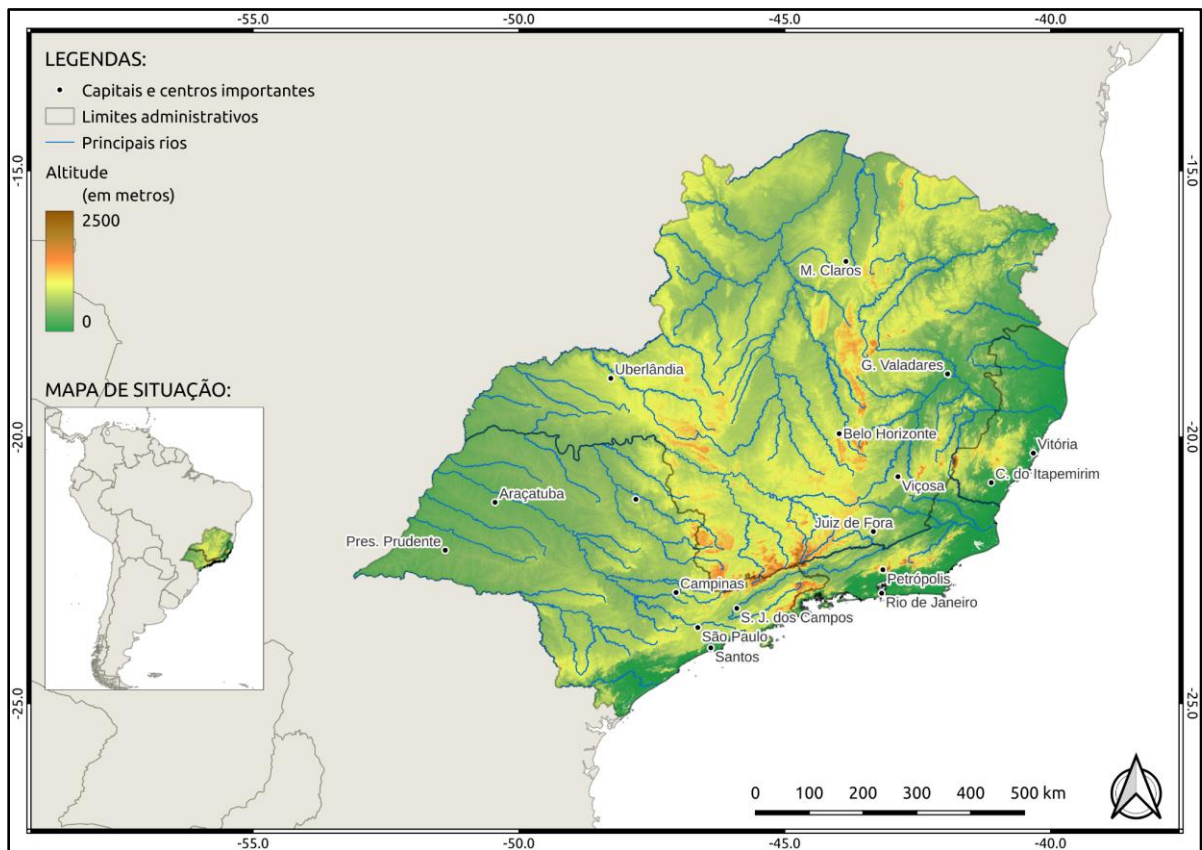 -55.0 -50.0 -45.0 -40.0
LEGENDAS:
Capitais e centros importantes
Limites administrativos
Principais rios
Altitude
(em metros)
2500
0
MAPA DE SITUAÇÃO:
-15.0 -15.0
-20.0 -20.0
-25.0 -25.0
M. Claros
Uberlândia
G. Valadares
Belo Horizonte
Vitória
C. do Itapemirim
Viçosa
Araçatuba
Juiz de Fora
Pres. Prudente
Petrópolis
Campinas
Rio de Janeiro
S. J. dos Campos
São Paulo
Santos
0 100 200 300 400 500 km
-55.0 -50.0 -45.0 -40.0